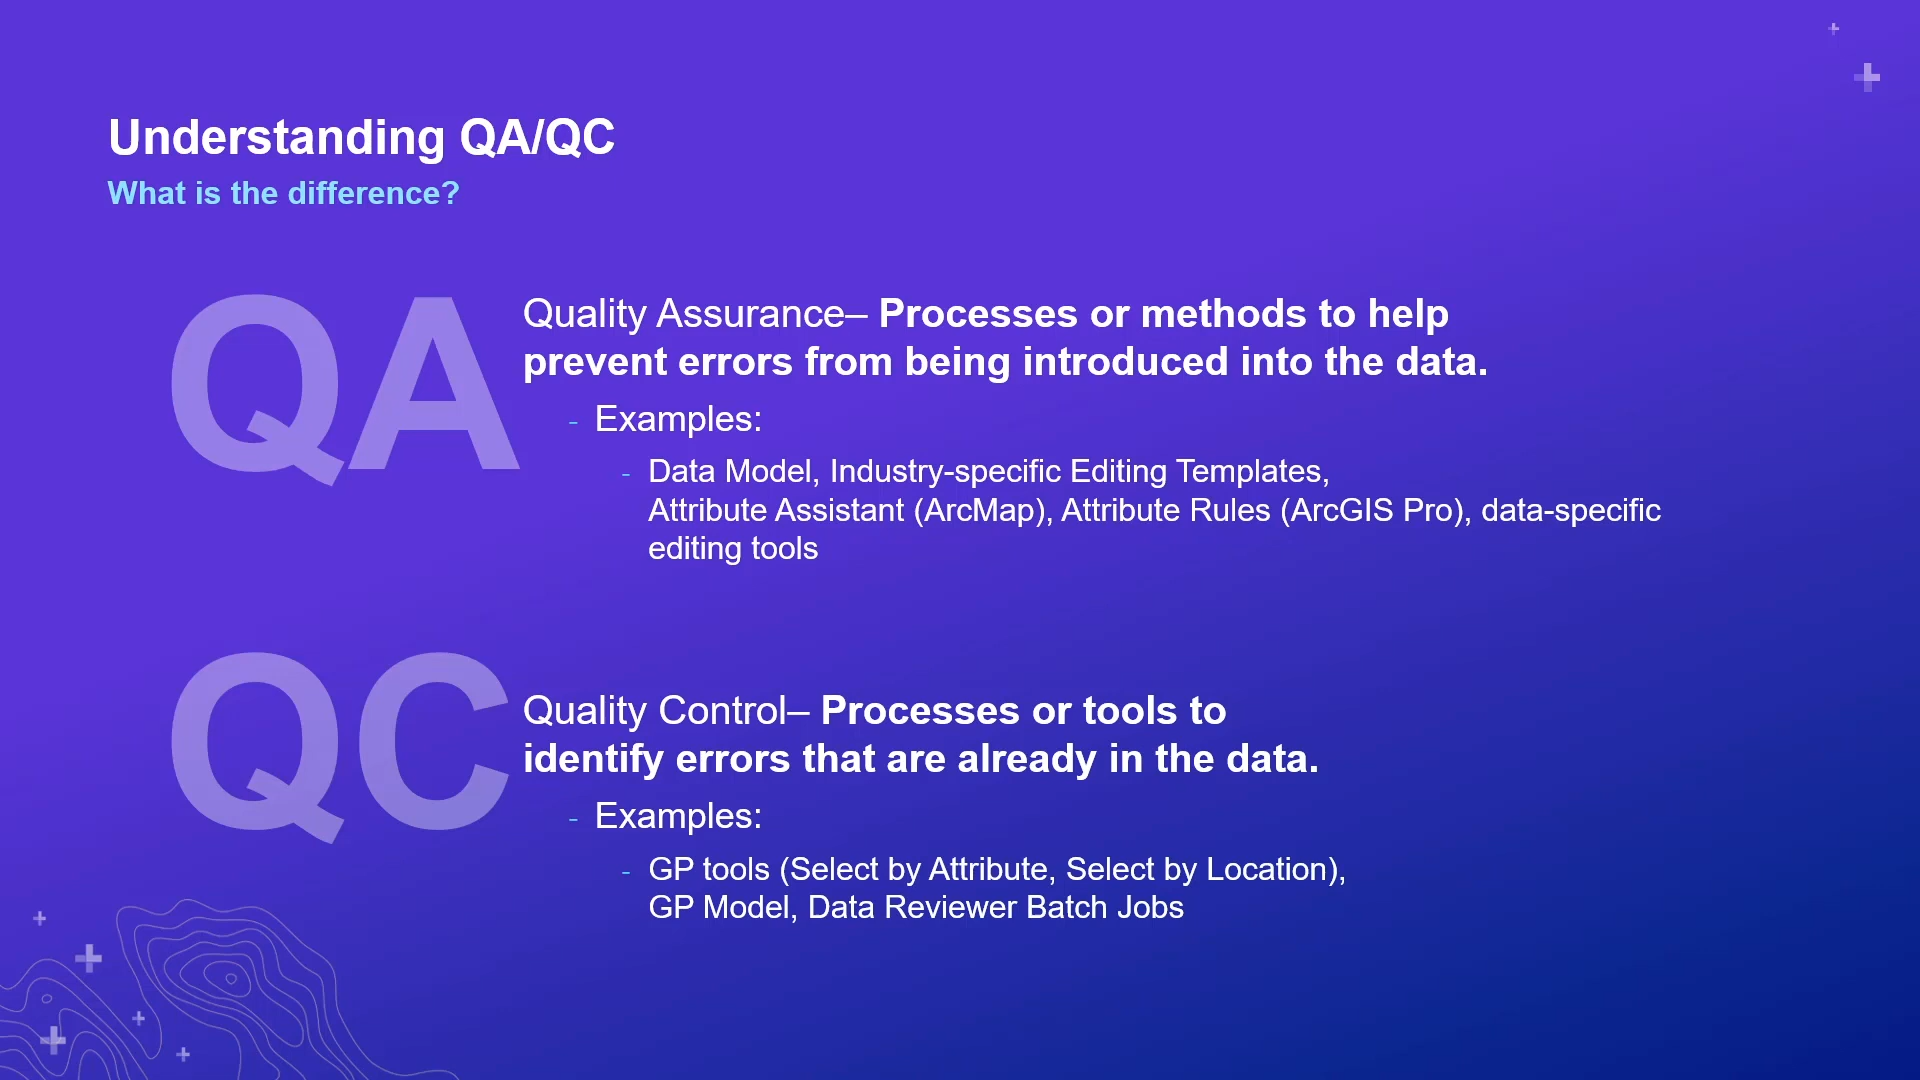 Understanding QA/QC
What is the difference?
QA
Quality Assurance– Processes or methods to help
prevent errors from being introduced into the data.
- Examples:
- Data Model, Industry-specific Editing Templates,
Attribute Assistant (ArcMap), Attribute Rules (ArcGIS Pro), data-specific
editing tools
QC
Quality Control– Processes or tools to
identify errors that are already in the data.
- Examples:
- GP tools (Select by Attribute, Select by Location),
GP Model, Data Reviewer Batch Jobs